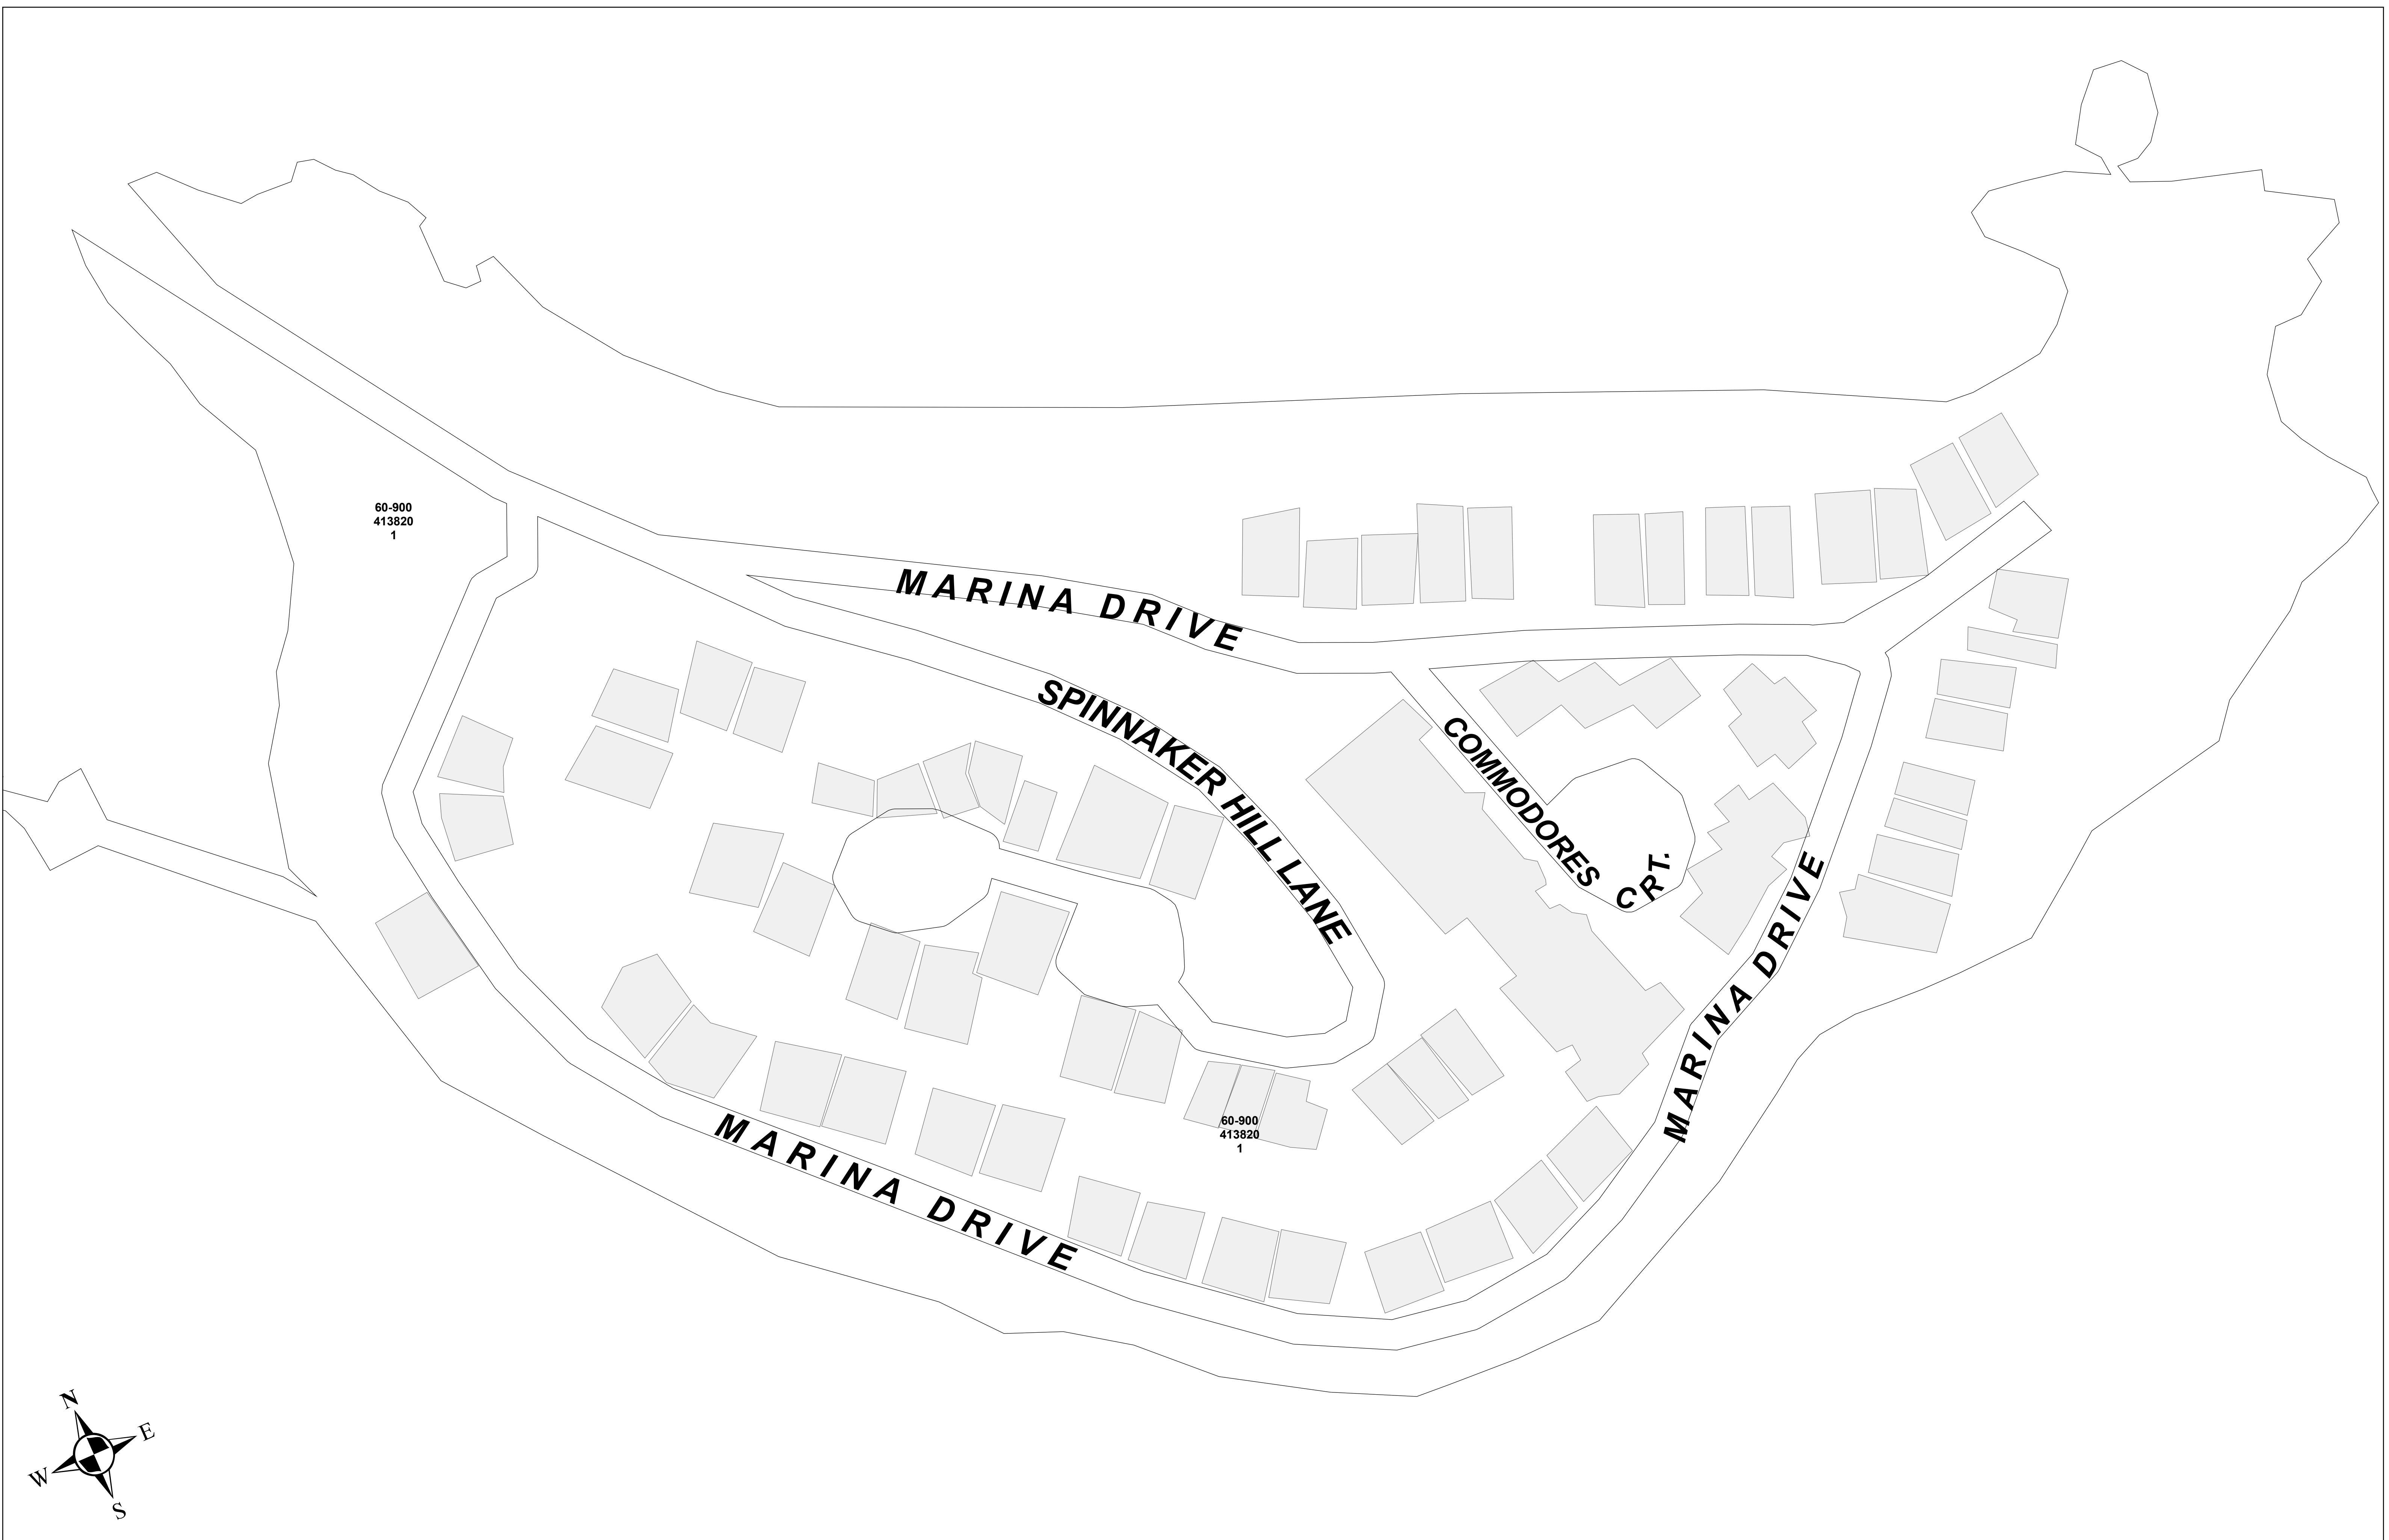 60-900
413820
1
MARINA DRIVE
SPINNAKER HILL LANE
COMMODORES CRT.
MARINA DRIVE
MARINA DRIVE
60-900
413820
1
N
E
W
S